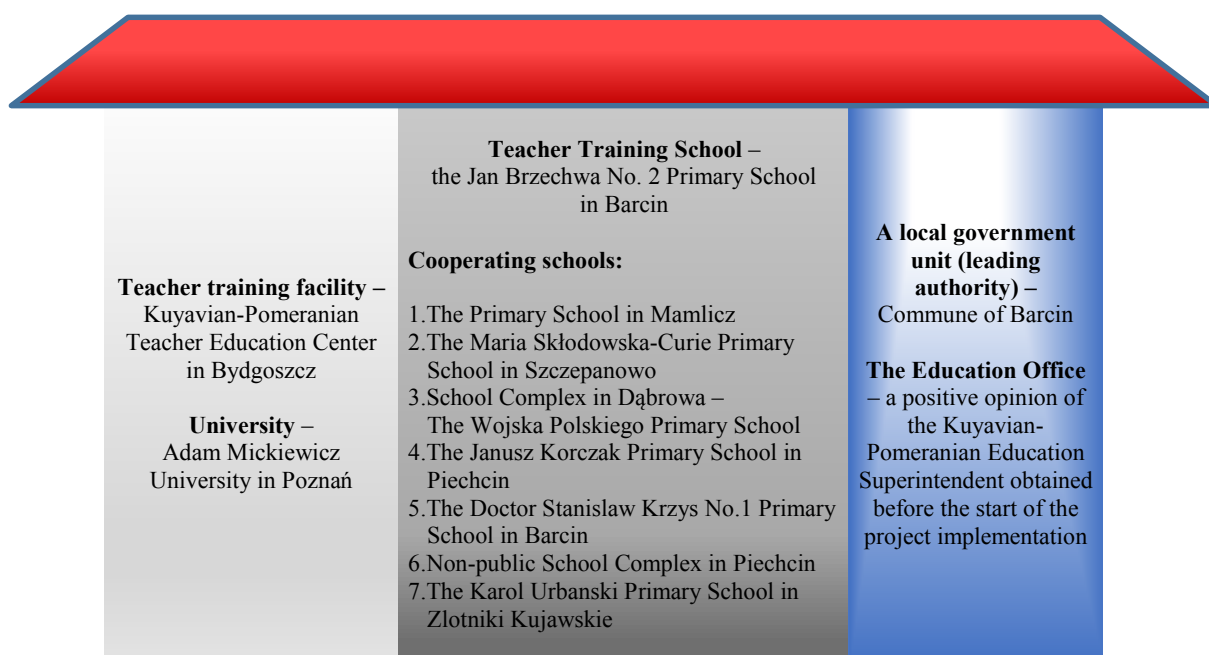 Teacher training facility –
Kuyavian-Pomeranian
Teacher Education Center
in Bydgoszcz
University –
Adam Mickiewicz
University in Poznań
Teacher Training School –
the Jan Brzechwa No. 2 Primary School
in Barcin
Cooperating schools:
1.The Primary School in Mamlicz
2.The Maria Skłodowska-Curie Primary
School in Szczepanowo
3.School Complex in Dąbrowa –
The Wojska Polskiego Primary School
4.The Janusz Korczak Primary School in
Piechcin
5.The Doctor Stanislaw Krzys No.1 Primary
School in Barcin
6.Non-public School Complex in Piechcin
7.The Karol Urbanski Primary School in
Zlotniki Kujawskie
A local government
unit (leading
authority) –
Commune of Barcin
The Education Office
– a positive opinion of
the Kuyavian-
Pomeranian Education
Superintendent obtained
before the start of the
project implementation